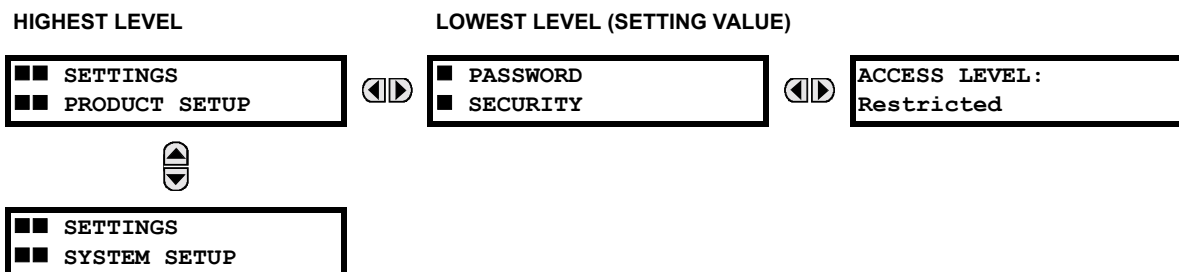 HIGHEST LEVEL
LOWEST LEVEL (SETTING VALUE)
■■ SETTINGS
■■ PRODUCT SETUP
■ PASSWORD
■ SECURITY
ACCESS LEVEL:
Restricted
■■ SETTINGS
■■ SYSTEM SETUP